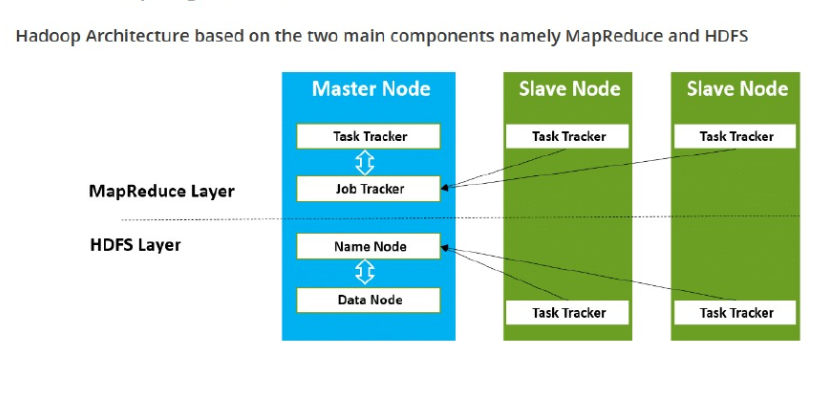 Hadoop Architecture based on the two main components namely MapReduce and HDFS
Master Node
Slave Node
Slave Node
Task Tracker
Task Tracker
Task Tracker
MapReduce Layer
Job Tracker
HDFS Layer
Name Node
Data Node
Task Tracker
Task Tracker